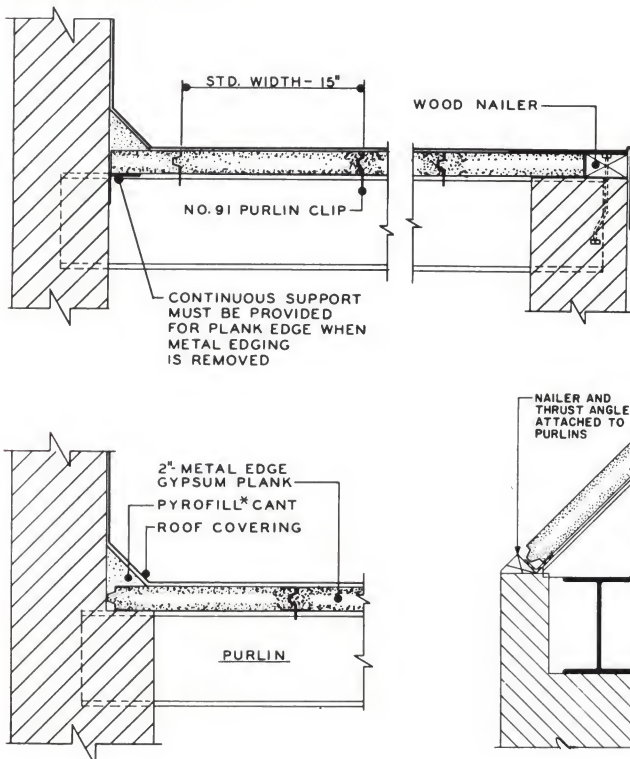 STD. WIDTH - 15"
WOOD NAILER
NO. 91 PURLIN CLIP
CONTINUOUS SUPPORT
MUST BE PROVIDED
FOR PLANK EDGE WHEN
METAL EDGING
IS REMOVED
2"- METAL EDGE
GYPSUM PLANK
PYROFILL* CANT
ROOF COVERING
PURLIN
NAILER AND
THRUST ANGLE
ATTACHED TO
PURLINS